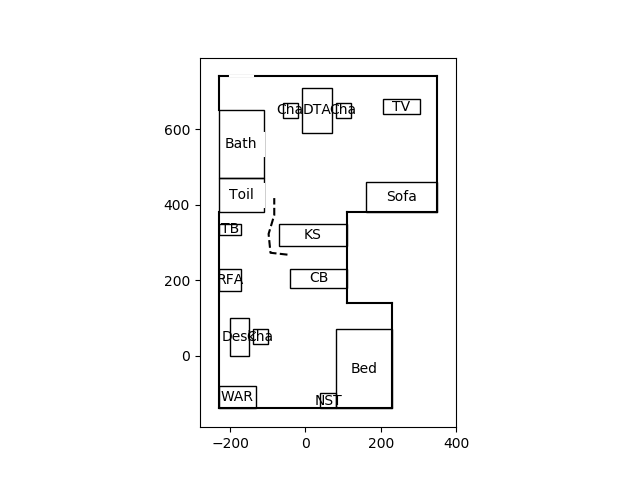 Cha DTA Cha TV
600
Bath
Toil
Sofa
400
TB
KS
200
RFA
CB
Desk Cha
0
Bed
WAR
NST
−200 0 200 400